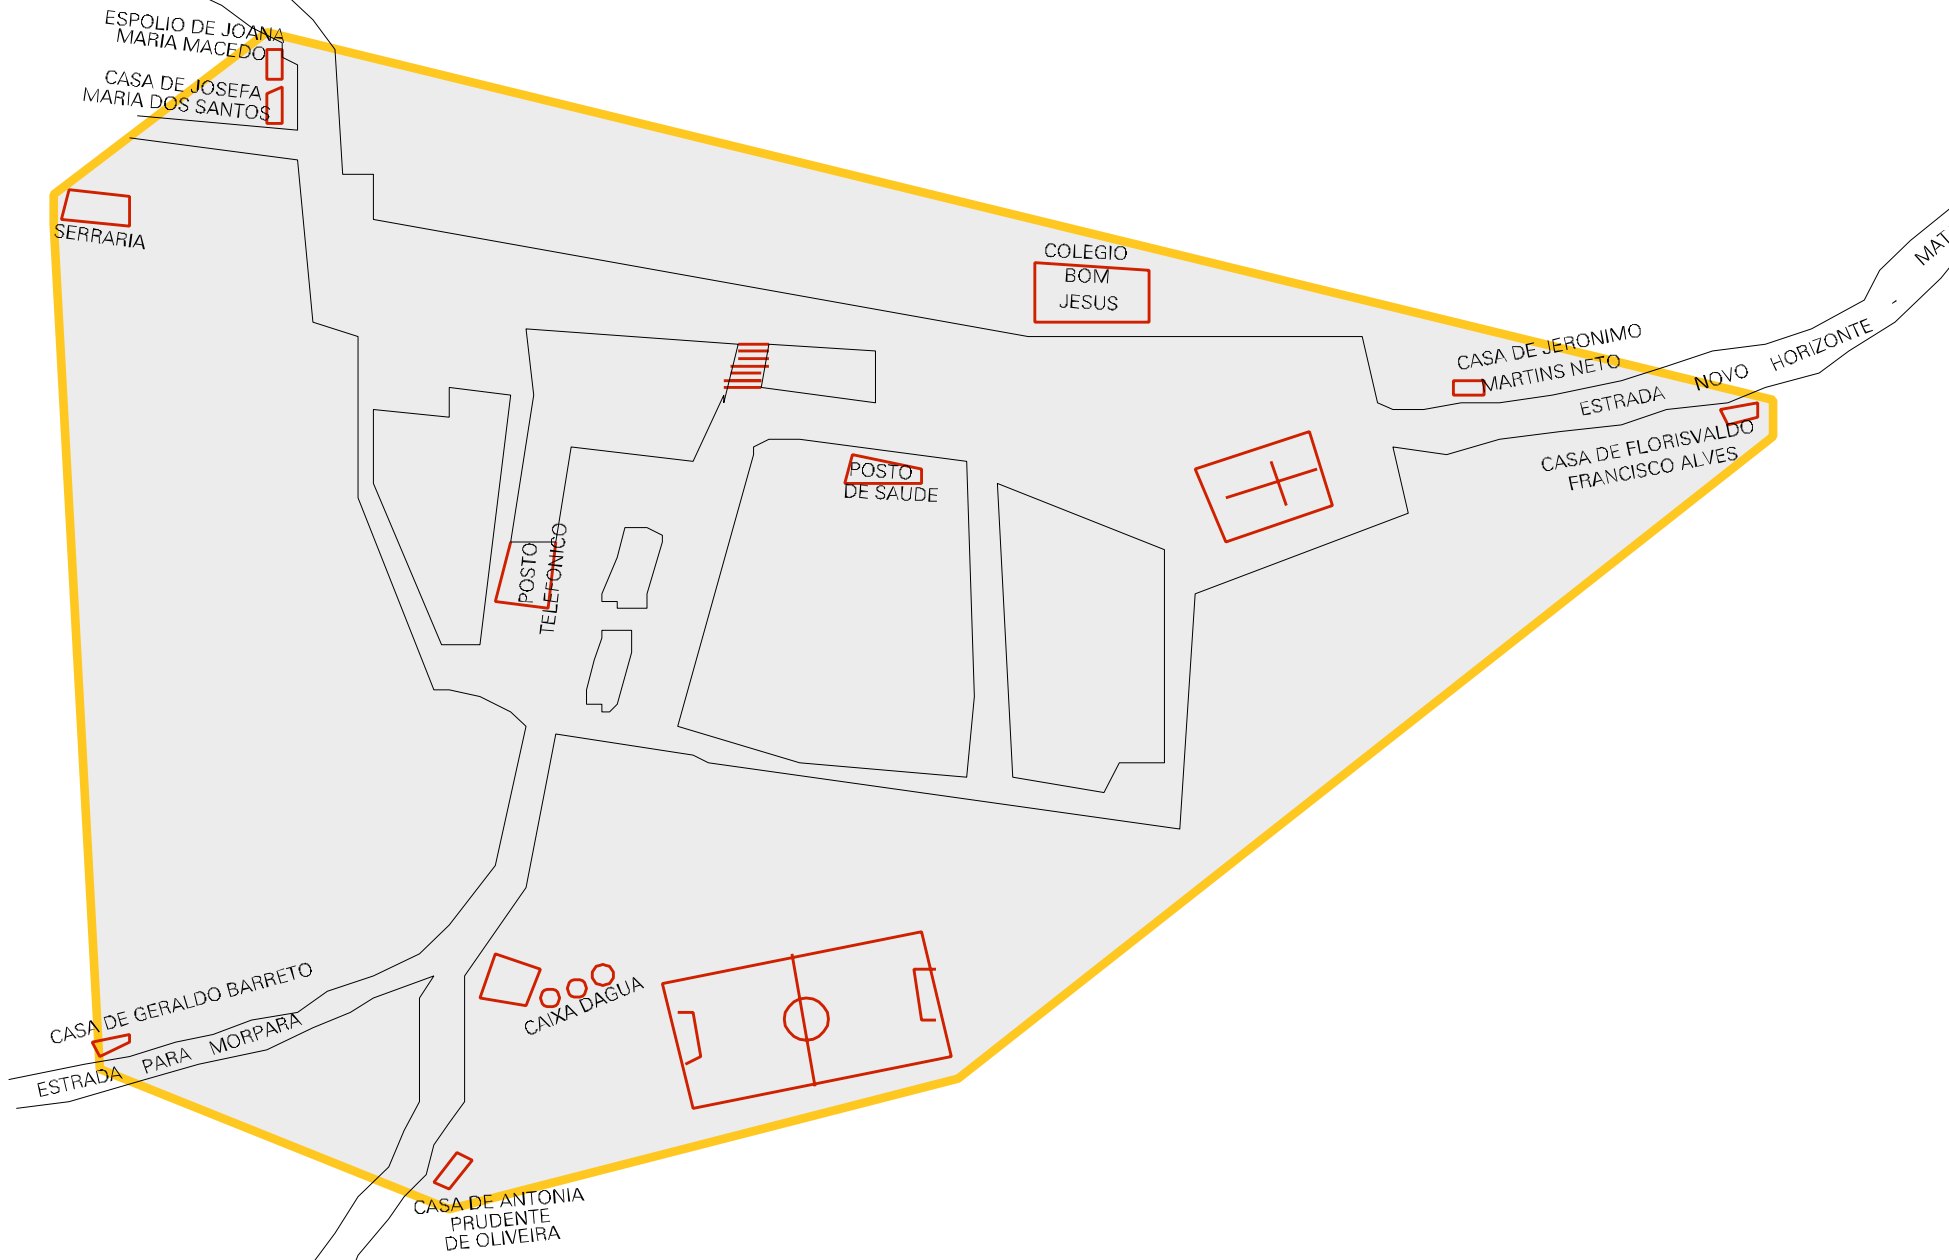 ESPOLIO DE JOANA
MARIA MACEDO
CASA DE JOSEFA
MARIA DOS SANTOS
SERRARIA
COLEGIO
BOM
JESUS
CASA DE JERONIMO
MARTINS NETO
ESTRADA NOVO HORIZONTE - MAT
CASA DE FLORISVALDO
FRANCISCO ALVES
POSTO
DE SAUDE
POSTO
TELEFONICO
CASA DE GERALDO BARRETO
ESTRADA PARA MORPARA
CAIXA DAGUA
CASA DE ANTONIA
PRUDENTE
DE OLIVEIRA